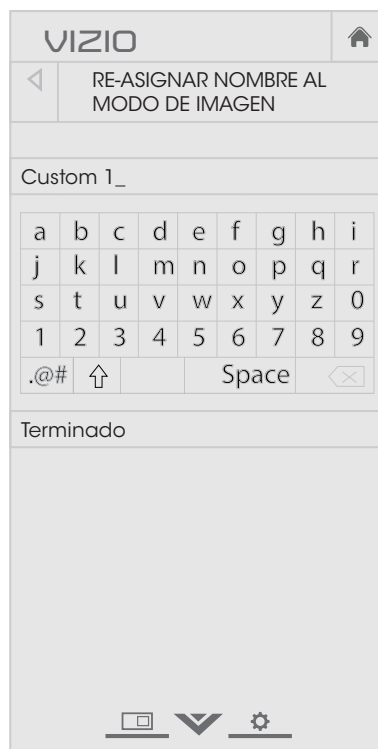 VIZIO
RE-ASIGNAR NOMBRE AL
MODO DE IMAGEN
Custom 1_
a b c d e f g h i
j k l m n o p q r
s t u v w x y z 0
1 2 3 4 5 6 7 8 9
.@# Space
Terminado